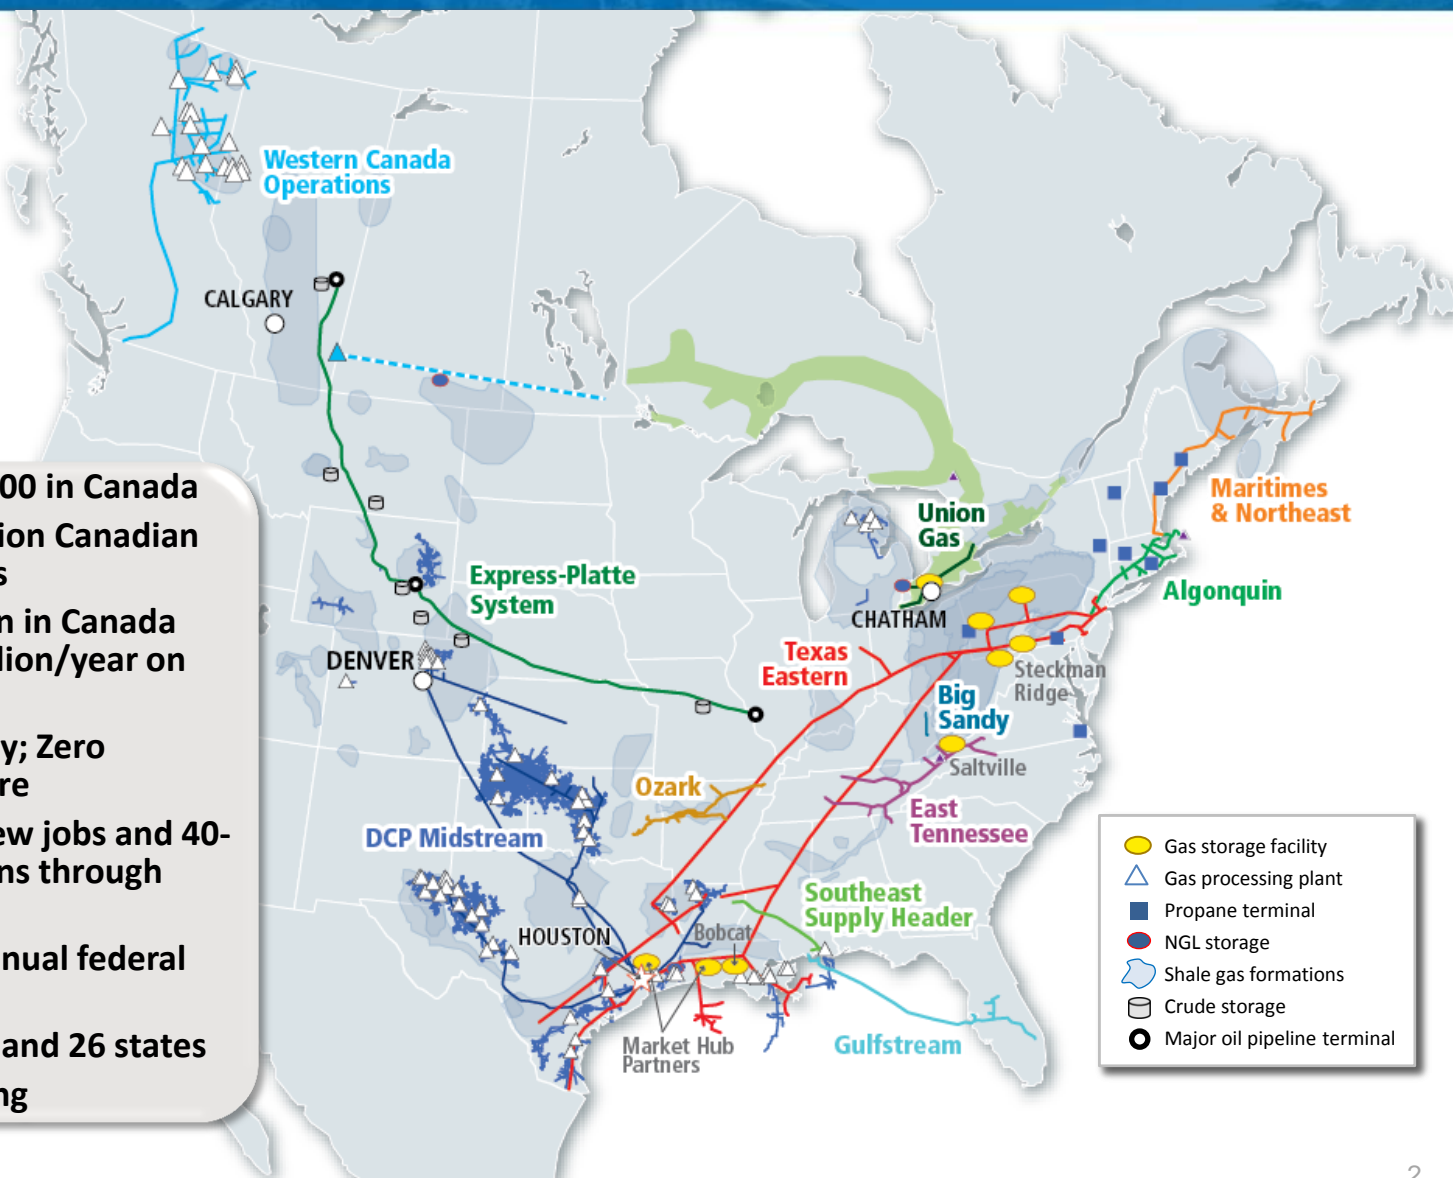 Western Canada
Operations
CALGARY
00 in Canada
ion Canadian
s
n in Canada
lion/year on
y; Zero
re
ew jobs and 40-
ns through
nual federal
and 26 states
ng
Express-Platte
System
DENVER
DCP Midstream
HOUSTON
Ozark
Texas
Eastern
Union
Gas
CHATHAM
Maritimes
& Northeast
Algonquin
Steckman
Ridge
Big
Sandy
Saltville
East
Tennessee
Southeast
Supply Header
Bobcat
Market Hub
Partners
Gulfstream
Gas storage facility
Gas processing plant
Propane terminal
NGL storage
Shale gas formations
Crude storage
Major oil pipeline terminal
2